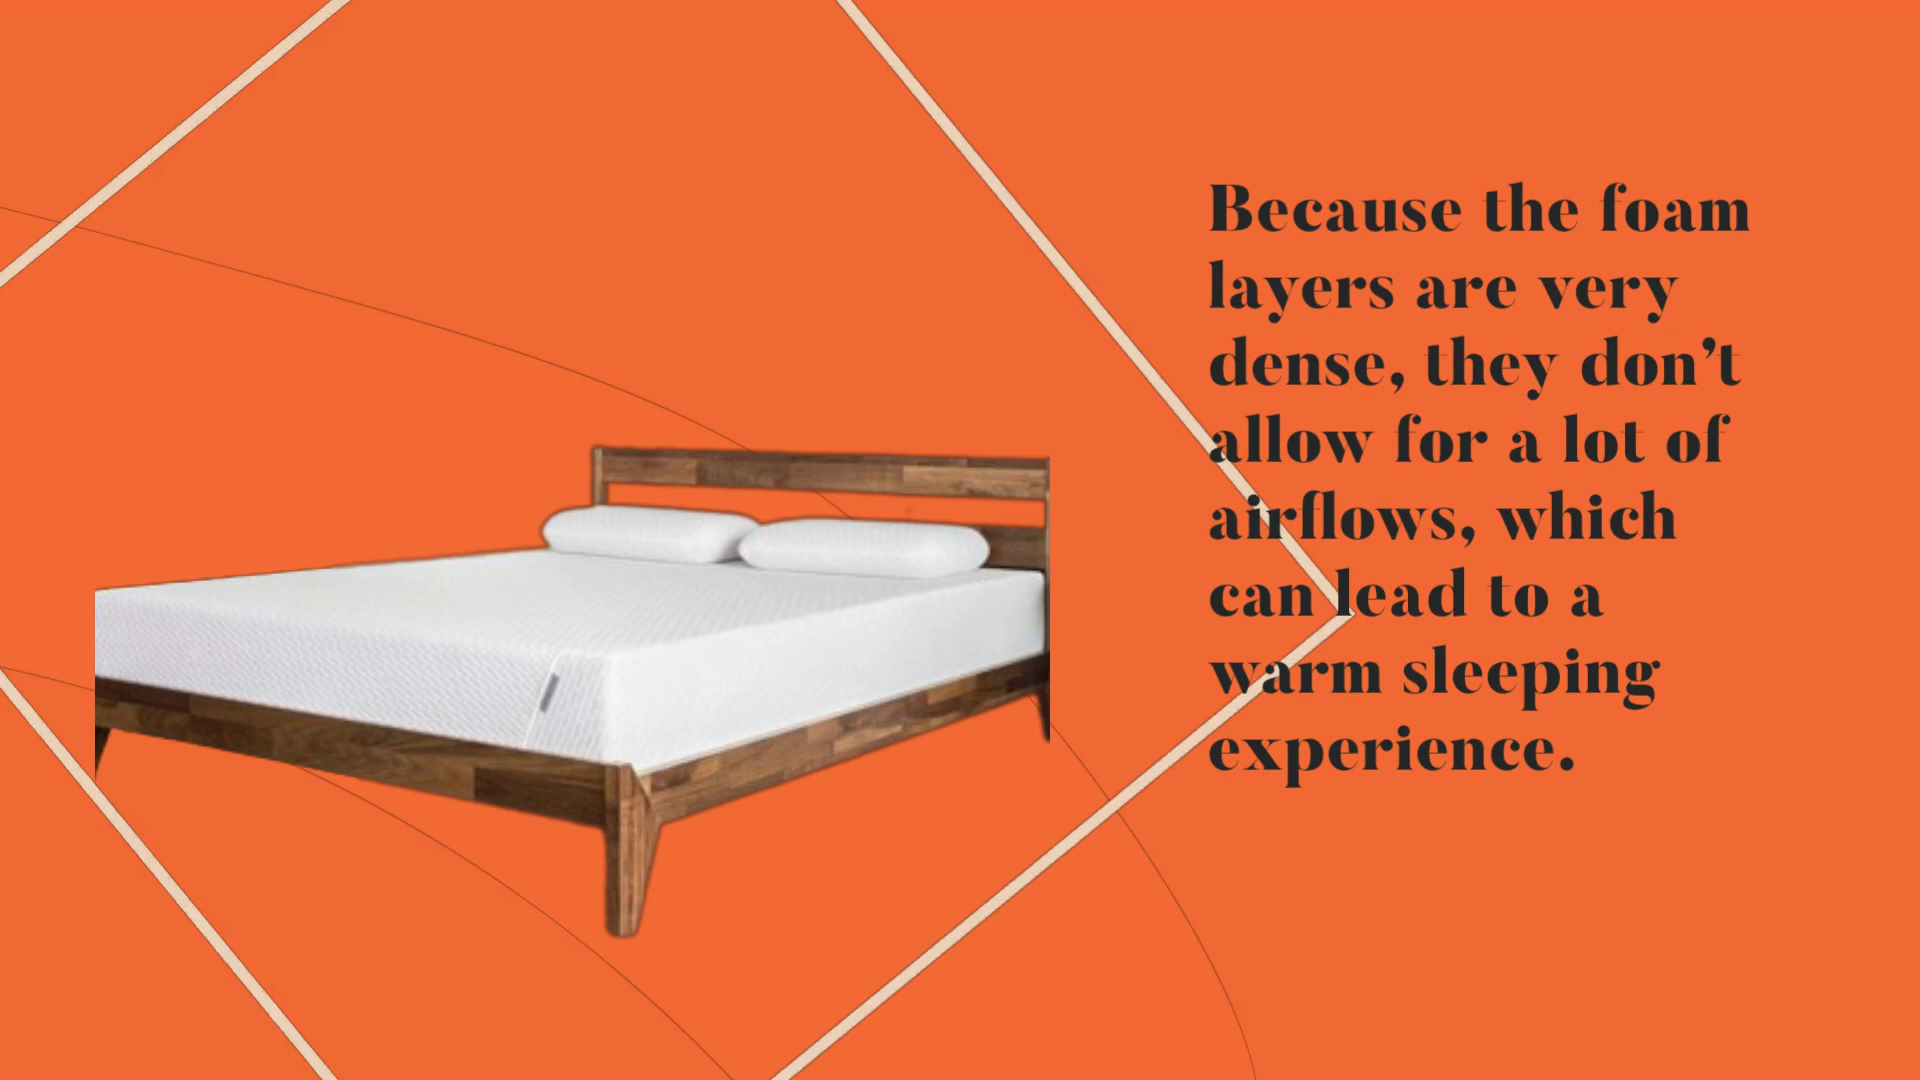 Because the foam
layers are very
dense, they don’t
allow for a lot of
airflows, which
can lead to a
warm sleeping
experience.